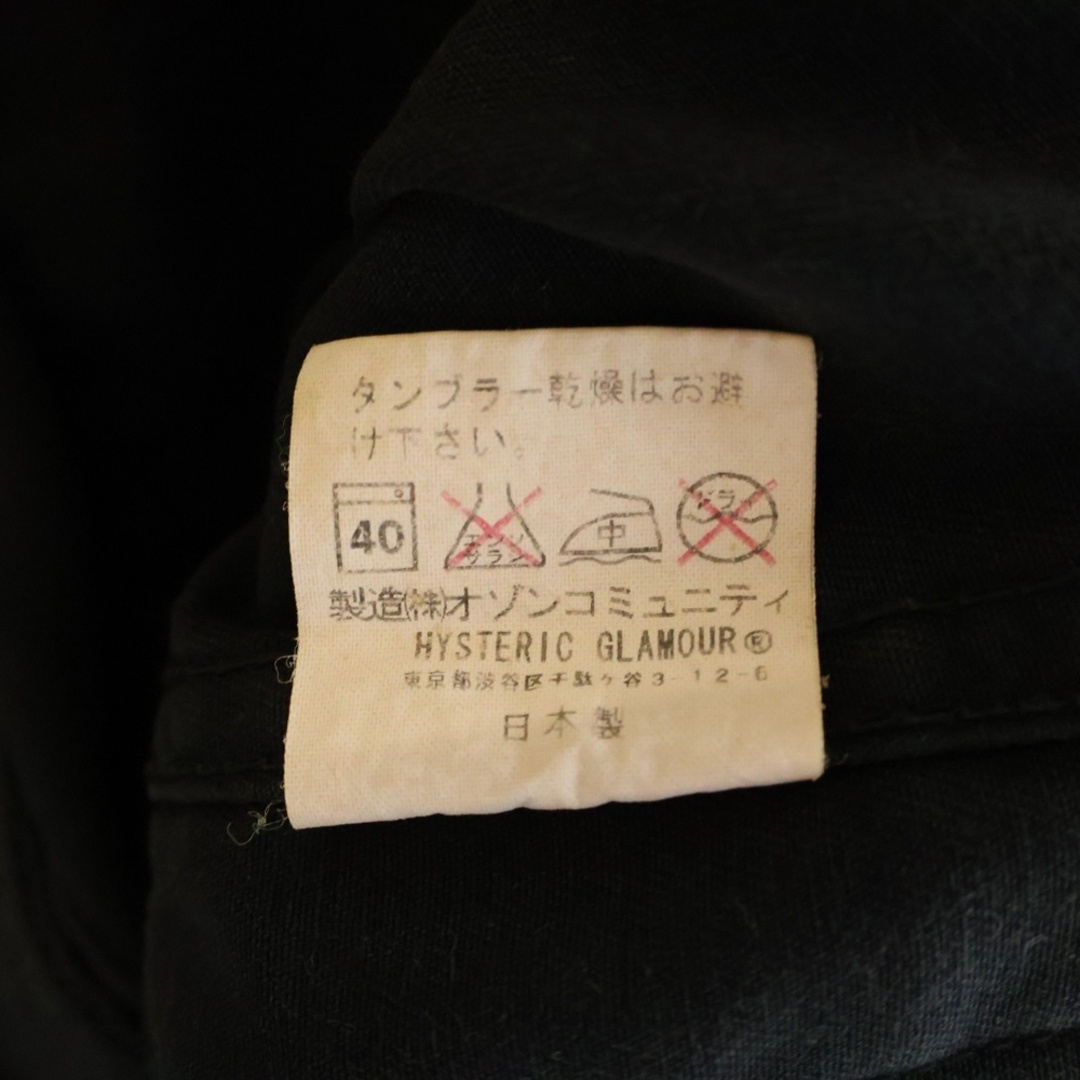 タンブラー乾燥はお避
け下さい。
40 エンソ サラシ 中 ドライ
製造㈱オゾンコミュニティ
HYSTERIC GLAMOUR®
東京都渋谷区千駄ヶ谷3-12-6
日本製